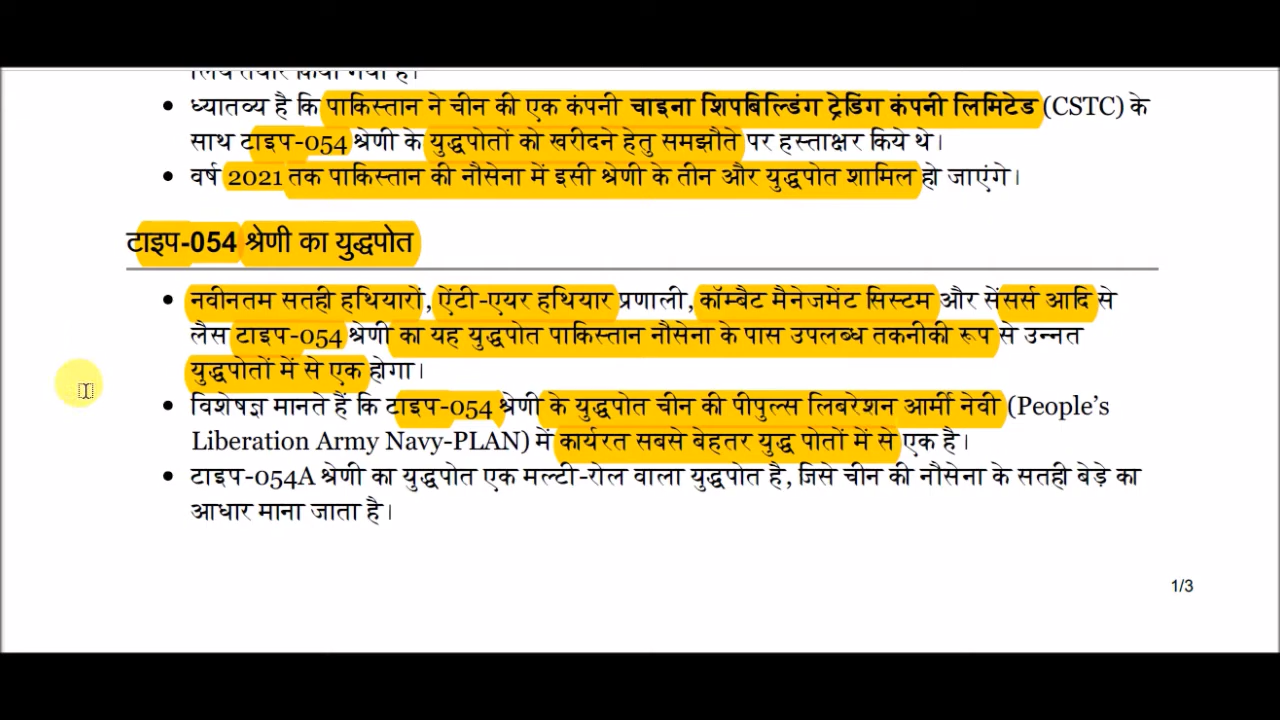 लिये तैयार किया गया है।
ध्यातव्य है कि पाकिस्तान ने चीन की एक कंपनी चाइना शिपबिल्डिंग ट्रेडिंग कंपनी लिमिटेड (CSTC) के
साथ टाइप-054 श्रेणी के युद्धपोतों को खरीदने हेतु समझौते पर हस्ताक्षर किये थे।
वर्ष 2021 तक पाकिस्तान की नौसेना में इसी श्रेणी के तीन और युद्धपोत शामिल हो जाएंगे।
टाइप-054 श्रेणी का युद्धपोत
नवीनतम सतही हथियारों, ऐंटी-एयर हथियार प्रणाली, कॉम्बैट मैनेजमेंट सिस्टम और सेंसर्स आदि से
लैस टाइप-054 श्रेणी का यह युद्धपोत पाकिस्तान नौसेना के पास उपलब्ध तकनीकी रूप से उन्नत
युद्धपोतों में से एक होगा।
विशेषज्ञ मानते हैं कि टाइप-054 श्रेणी के युद्धपोत चीन की पीपुल्स लिबरेशन आर्मी नेवी (People’s
Liberation Army Navy-PLAN) में कार्यरत सबसे बेहतर युद्ध पोतों में से एक है।
टाइप-054A श्रेणी का युद्धपोत एक मल्टी-रोल वाला युद्धपोत है, जिसे चीन की नौसेना के सतही बेड़े का
आधार माना जाता है।
1/3